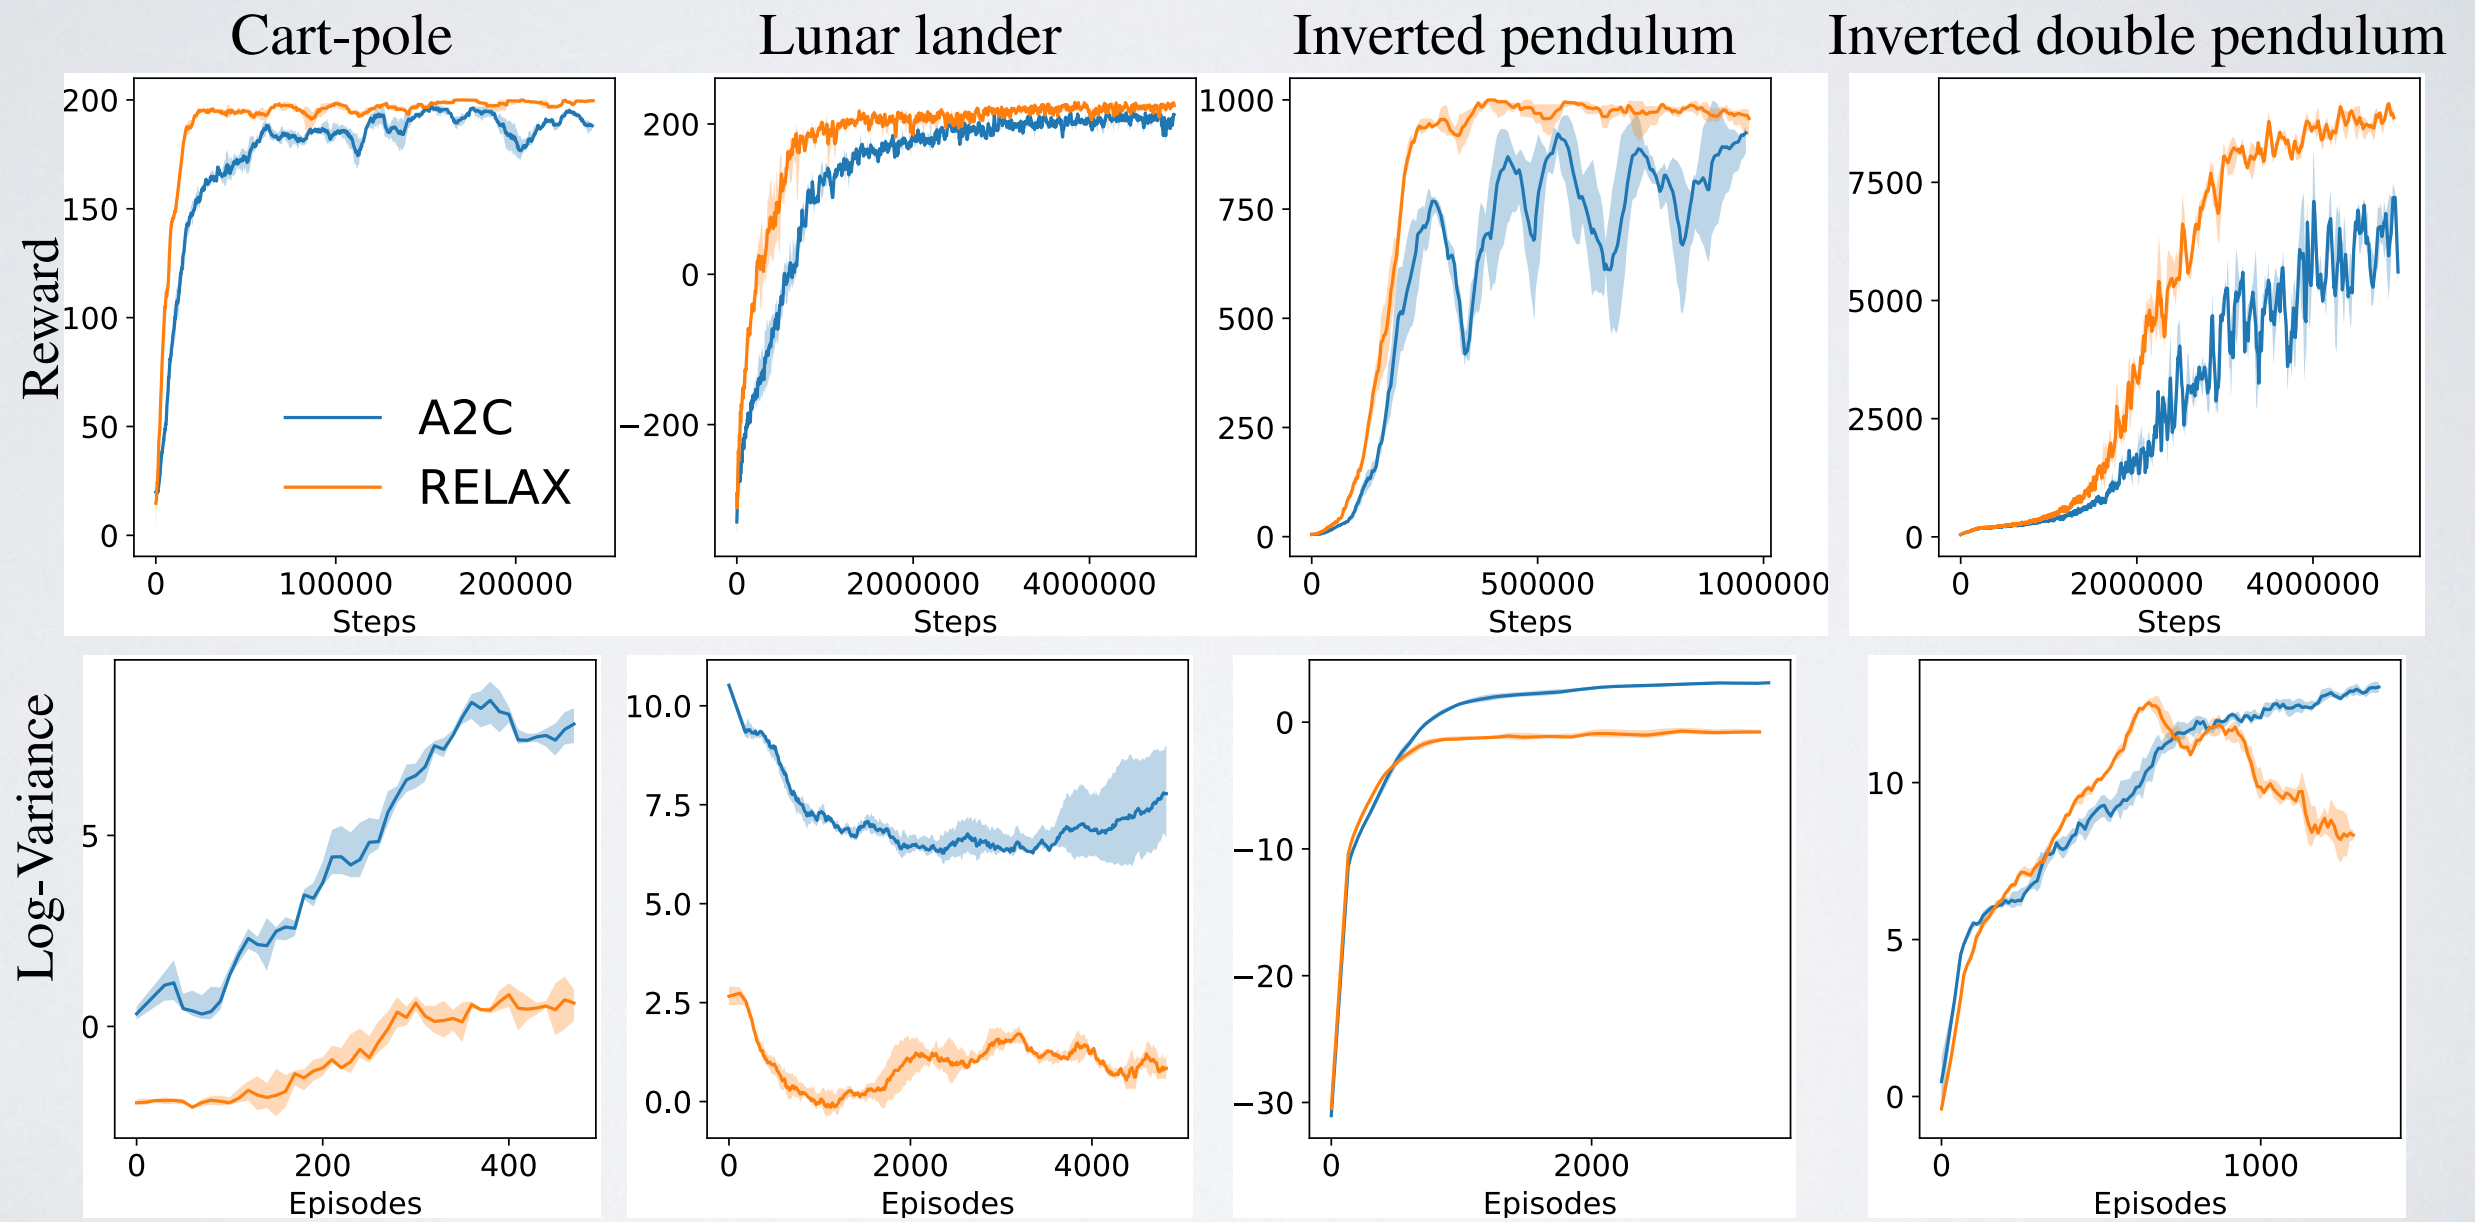 Cart-pole
Lunar lander
Inverted pendulum
Inverted double pendulum
Reward
200
150
100
50
0
A2C
RELAX
0 100000 200000
Steps
200
0
−200
0 2000000 4000000
Steps
1000
750
500
250
0
0 500000 1000000
Steps
7500
5000
2500
0
0 2000000 4000000
Steps
Log-Variance
5
0
0 200 400
Episodes
10.0
7.5
5.0
2.5
0.0
0 2000 4000
Episodes
0
−10
−20
−30
0 2000
Episodes
10
5
0
0 1000
Episodes